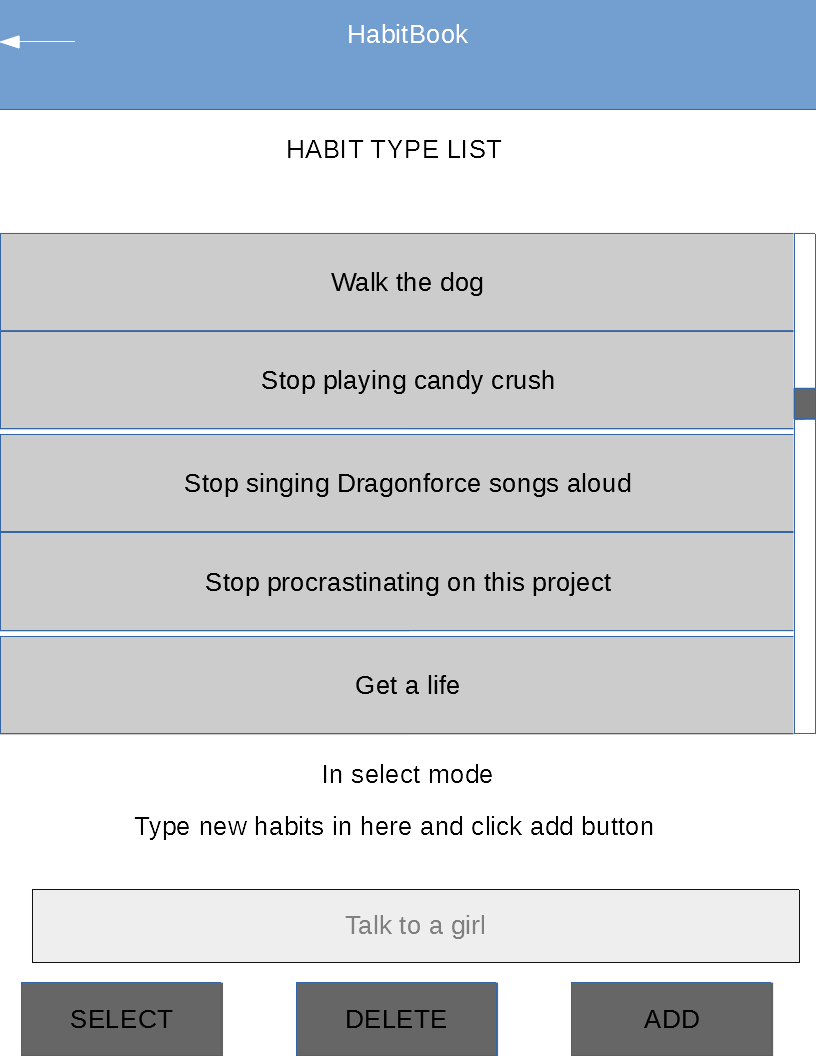 HabitBook
HABIT TYPE LIST
Walk the dog
Stop playing candy crush
Stop singing Dragonforce songs aloud
Stop procrastinating on this project
Get a life
In select mode
Type new habits in here and click add button
Talk to a girl
SELECT
DELETE
ADD